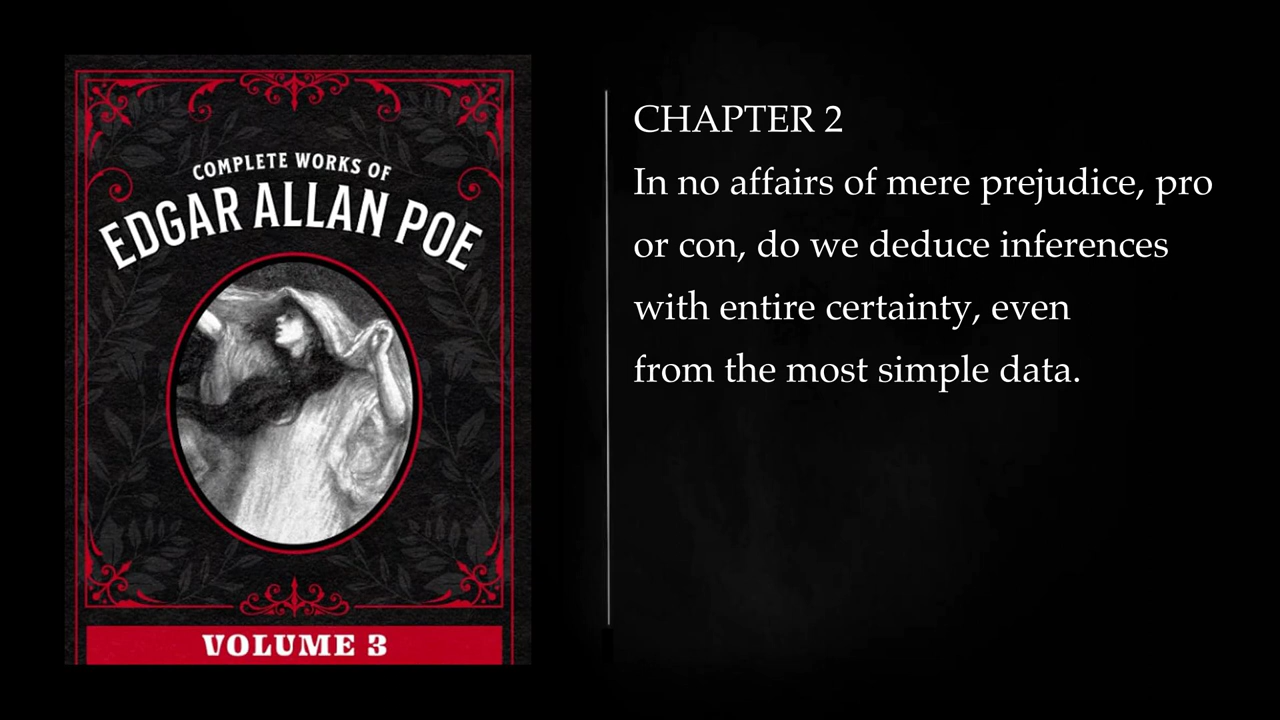 COMPLETE WORKS OF
EDGAR ALLAN POE
VOLUME 3
CHAPTER 2
In no affairs of mere prejudice, pro
or con, do we deduce inferences
with entire certainty, even
from the most simple data.